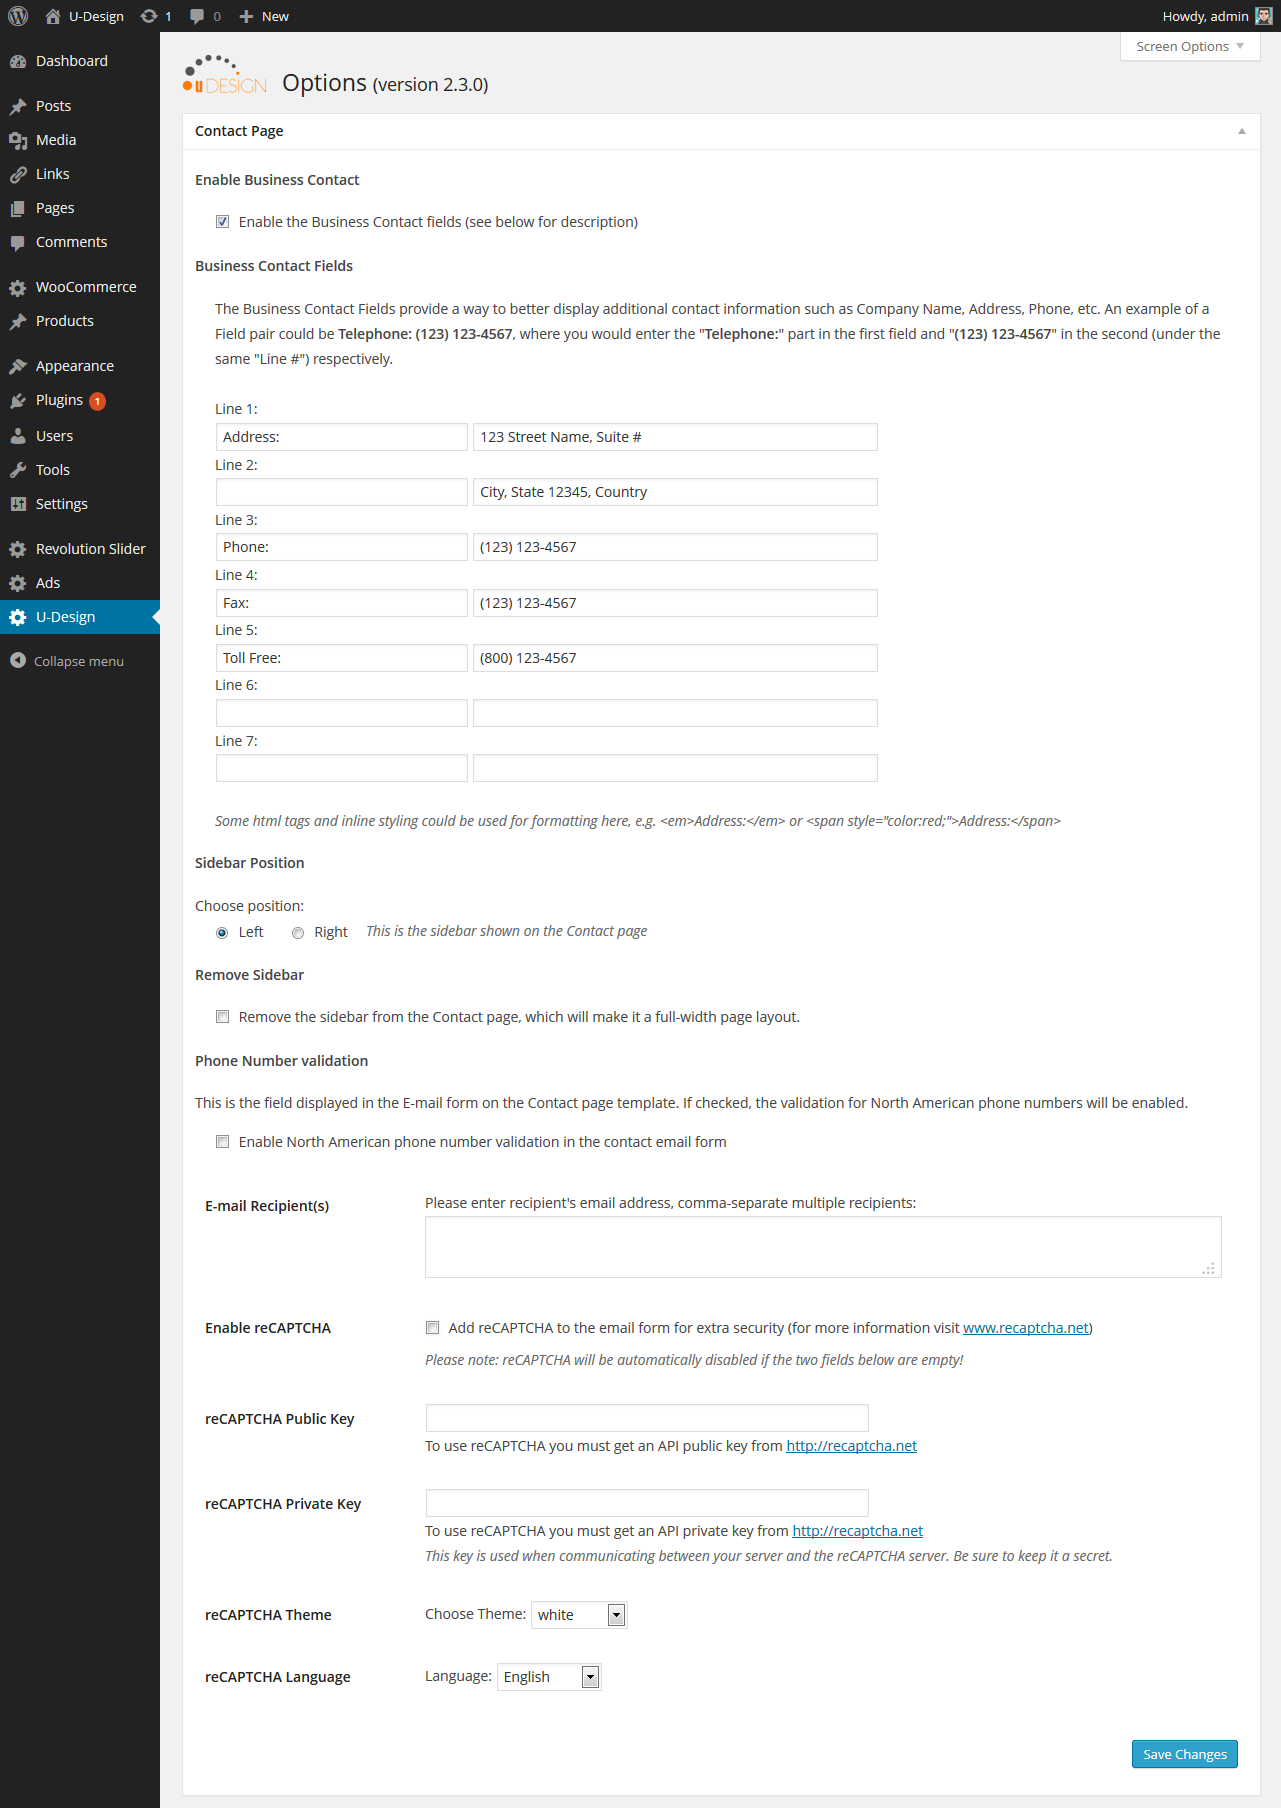 U-Design 1 0 New Howdy, admin
Screen Options
Dashboard
Posts
Media
Links
Pages
Comments
WooCommerce
Products
Appearance
Plugins 1
Users
Tools
Settings
Revolution Slider
Ads
U-Design
Collapse menu
uDESIGN Options (version 2.3.0)
Contact Page
Enable Business Contact
Enable the Business Contact fields (see below for description)
Business Contact Fields
The Business Contact Fields provide a way to better display additional contact information such as Company Name, Address, Phone, etc. An example of a
Field pair could be Telephone: (123) 123-4567, where you would enter the "Telephone:" part in the first field and "(123) 123-4567" in the second (under the
same "Line #") respectively.
Line 1:
Address: 123 Street Name, Suite #
Line 2:
City, State 12345, Country
Line 3:
Phone: (123) 123-4567
Line 4:
Fax: (123) 123-4567
Line 5:
Toll Free: (800) 123-4567
Line 6:
Line 7:
Some html tags and inline styling could be used for formatting here, e.g. <em>Address:</em> or <span style="color:red;">Address:</span>
Sidebar Position
Choose position:
Left Right This is the sidebar shown on the Contact page
Remove Sidebar
Remove the sidebar from the Contact page, which will make it a full-width page layout.
Phone Number validation
This is the field displayed in the E-mail form on the Contact page template. If checked, the validation for North American phone numbers will be enabled.
Enable North American phone number validation in the contact email form
E-mail Recipient(s) Please enter recipient's email address, comma-separate multiple recipients:
Enable reCAPTCHA Add reCAPTCHA to the email form for extra security (for more information visit www.recaptcha.net)
Please note: reCAPTCHA will be automatically disabled if the two fields below are empty!
reCAPTCHA Public Key
To use reCAPTCHA you must get an API public key from http://recaptcha.net
reCAPTCHA Private Key
To use reCAPTCHA you must get an API private key from http://recaptcha.net
This key is used when communicating between your server and the reCAPTCHA server. Be sure to keep it a secret.
reCAPTCHA Theme Choose Theme: white
reCAPTCHA Language Language: English
Save Changes